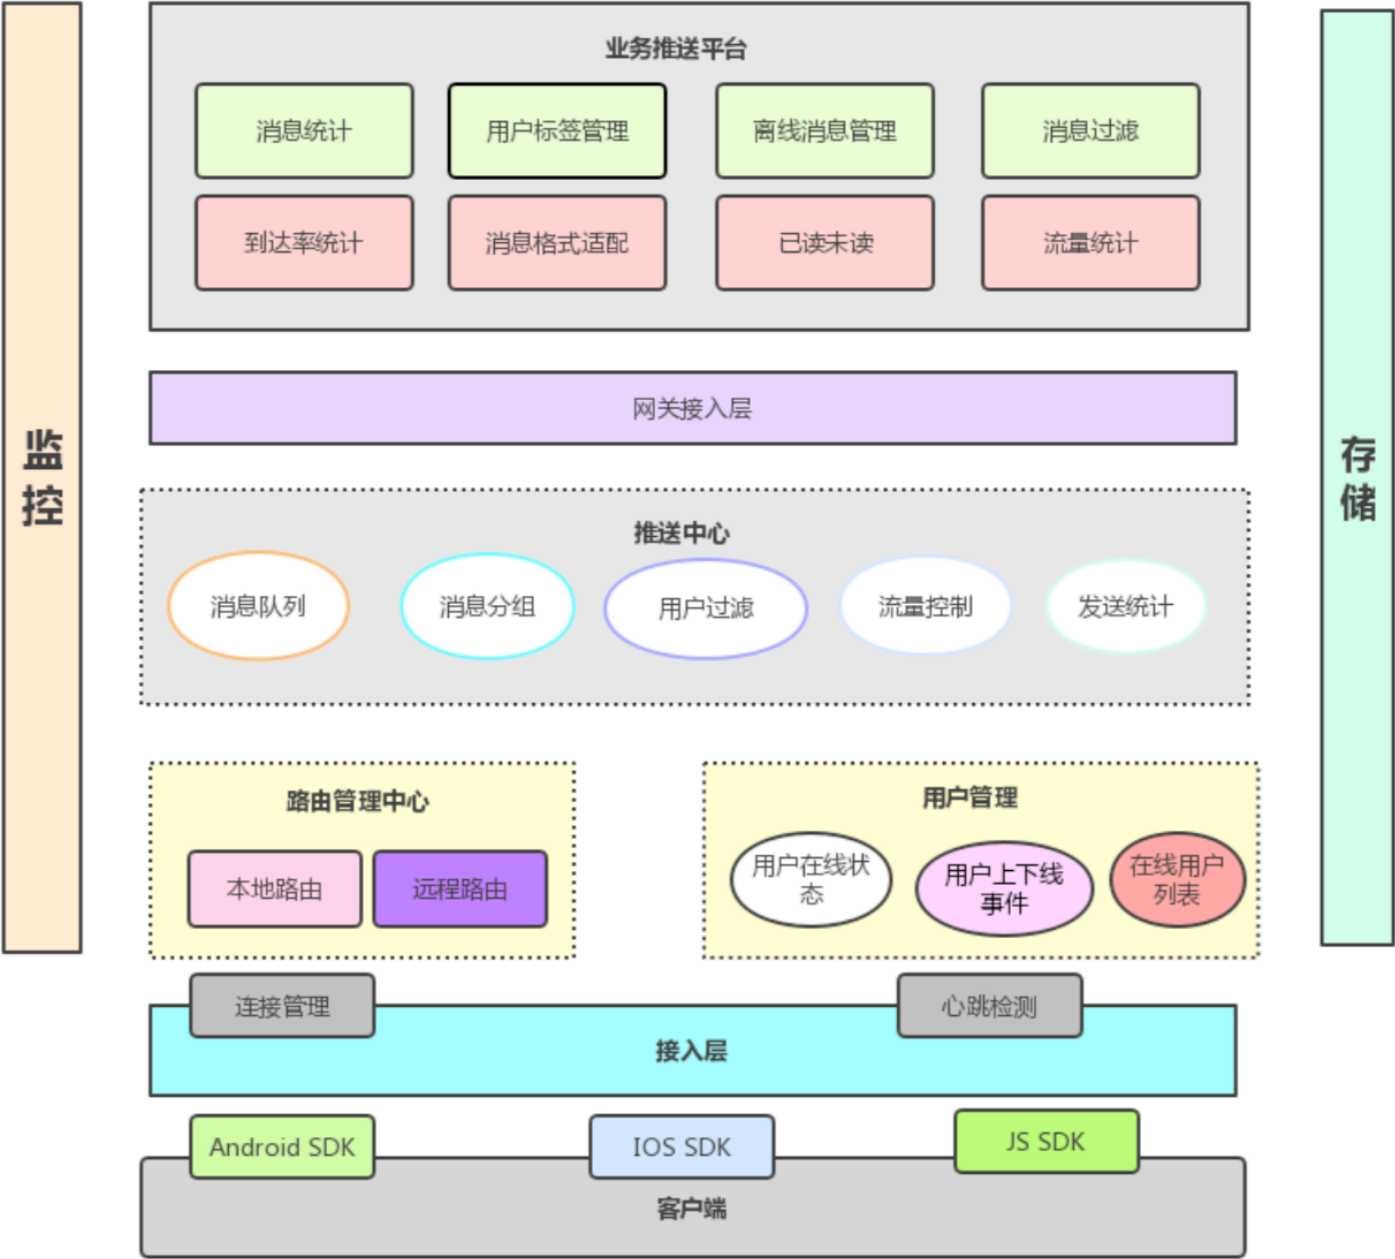 业务推送平台
消息统计
用户标签管理
离线消息管理
消息过滤
到达率统计
消息格式适配
已读未读
流量统计
网关接入层
监
控
存
储
推送中心
消息队列
消息分组
用户过滤
流量控制
发送统计
路由管理中心
本地路由
远程路由
用户管理
用户在线状
态
用户上下线
事件
在线用户
列表
连接管理
心跳检测
接入层
Android SDK
IOS SDK
JS SDK
客户端